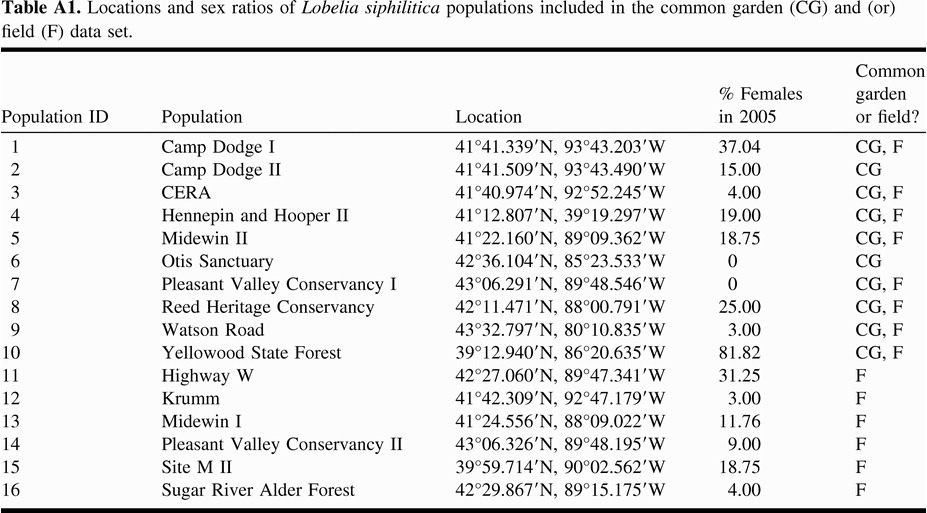 Table A1. Locations and sex ratios of Lobelia siphilitica populations included in the common garden (CG) and (or)
field (F) data set.
Common
% Females garden
Population ID Population Location in 2005 or field?
1 Camp Dodge I 41°41.339′N, 93°43.203′W 37.04 CG, F
2 Camp Dodge II 41°41.509′N, 93°43.490′W 15.00 CG
3 CERA 41°40.974′N, 92°52.245′W 4.00 CG, F
4 Hennepin and Hooper II 41°12.807′N, 39°19.297′W 19.00 CG, F
5 Midewin II 41°22.160′N, 89°09.362′W 18.75 CG, F
6 Otis Sanctuary 42°36.104′N, 85°23.533′W 0 CG
7 Pleasant Valley Conservancy I 43°06.291′N, 89°48.546′W 0 CG, F
8 Reed Heritage Conservancy 42°11.471′N, 88°00.791′W 25.00 CG, F
9 Watson Road 43°32.797′N, 80°10.835′W 3.00 CG, F
10 Yellowood State Forest 39°12.940′N, 86°20.635′W 81.82 CG, F
11 Highway W 42°27.060′N, 89°47.341′W 31.25 F
12 Krumm 41°42.309′N, 92°47.179′W 3.00 F
13 Midewin I 41°24.556′N, 88°09.022′W 11.76 F
14 Pleasant Valley Conservancy II 43°06.326′N, 89°48.195′W 9.00 F
15 Site M II 39°59.714′N, 90°02.562′W 18.75 F
16 Sugar River Alder Forest 42°29.867′N, 89°15.175′W 4.00 F